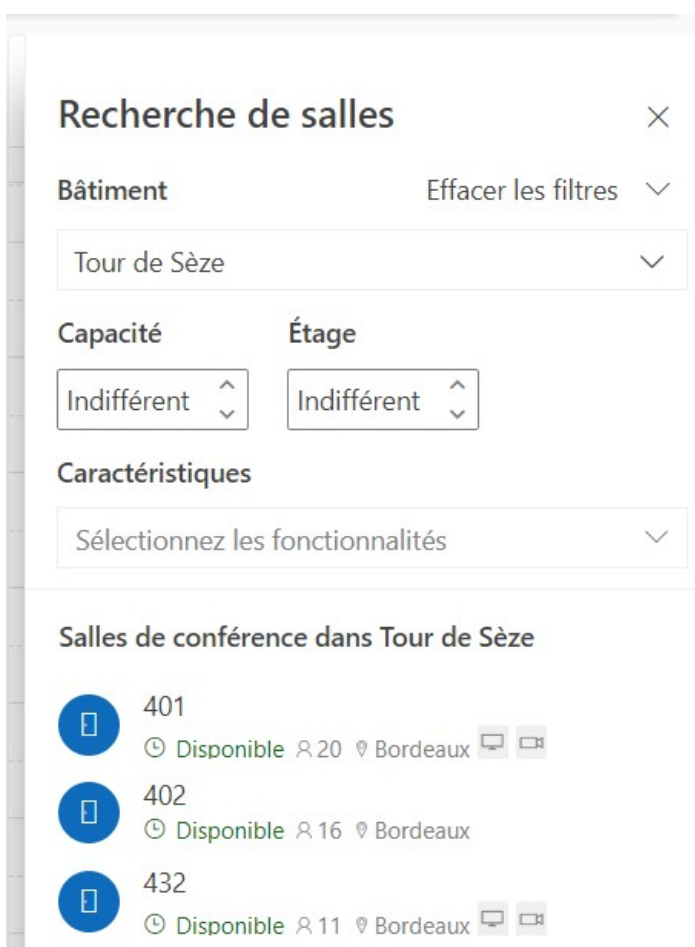 Recherche de salles
Bâtiment Effacer les filtres
Tour de Sèze
Capacité Étage
Indifférent Indifférent
Caractéristiques
Sélectionnez les fonctionnalités
Salles de conférence dans Tour de Sèze
401
Disponible 20 Bordeaux
402
Disponible 16 Bordeaux
432
Disponible 11 Bordeaux